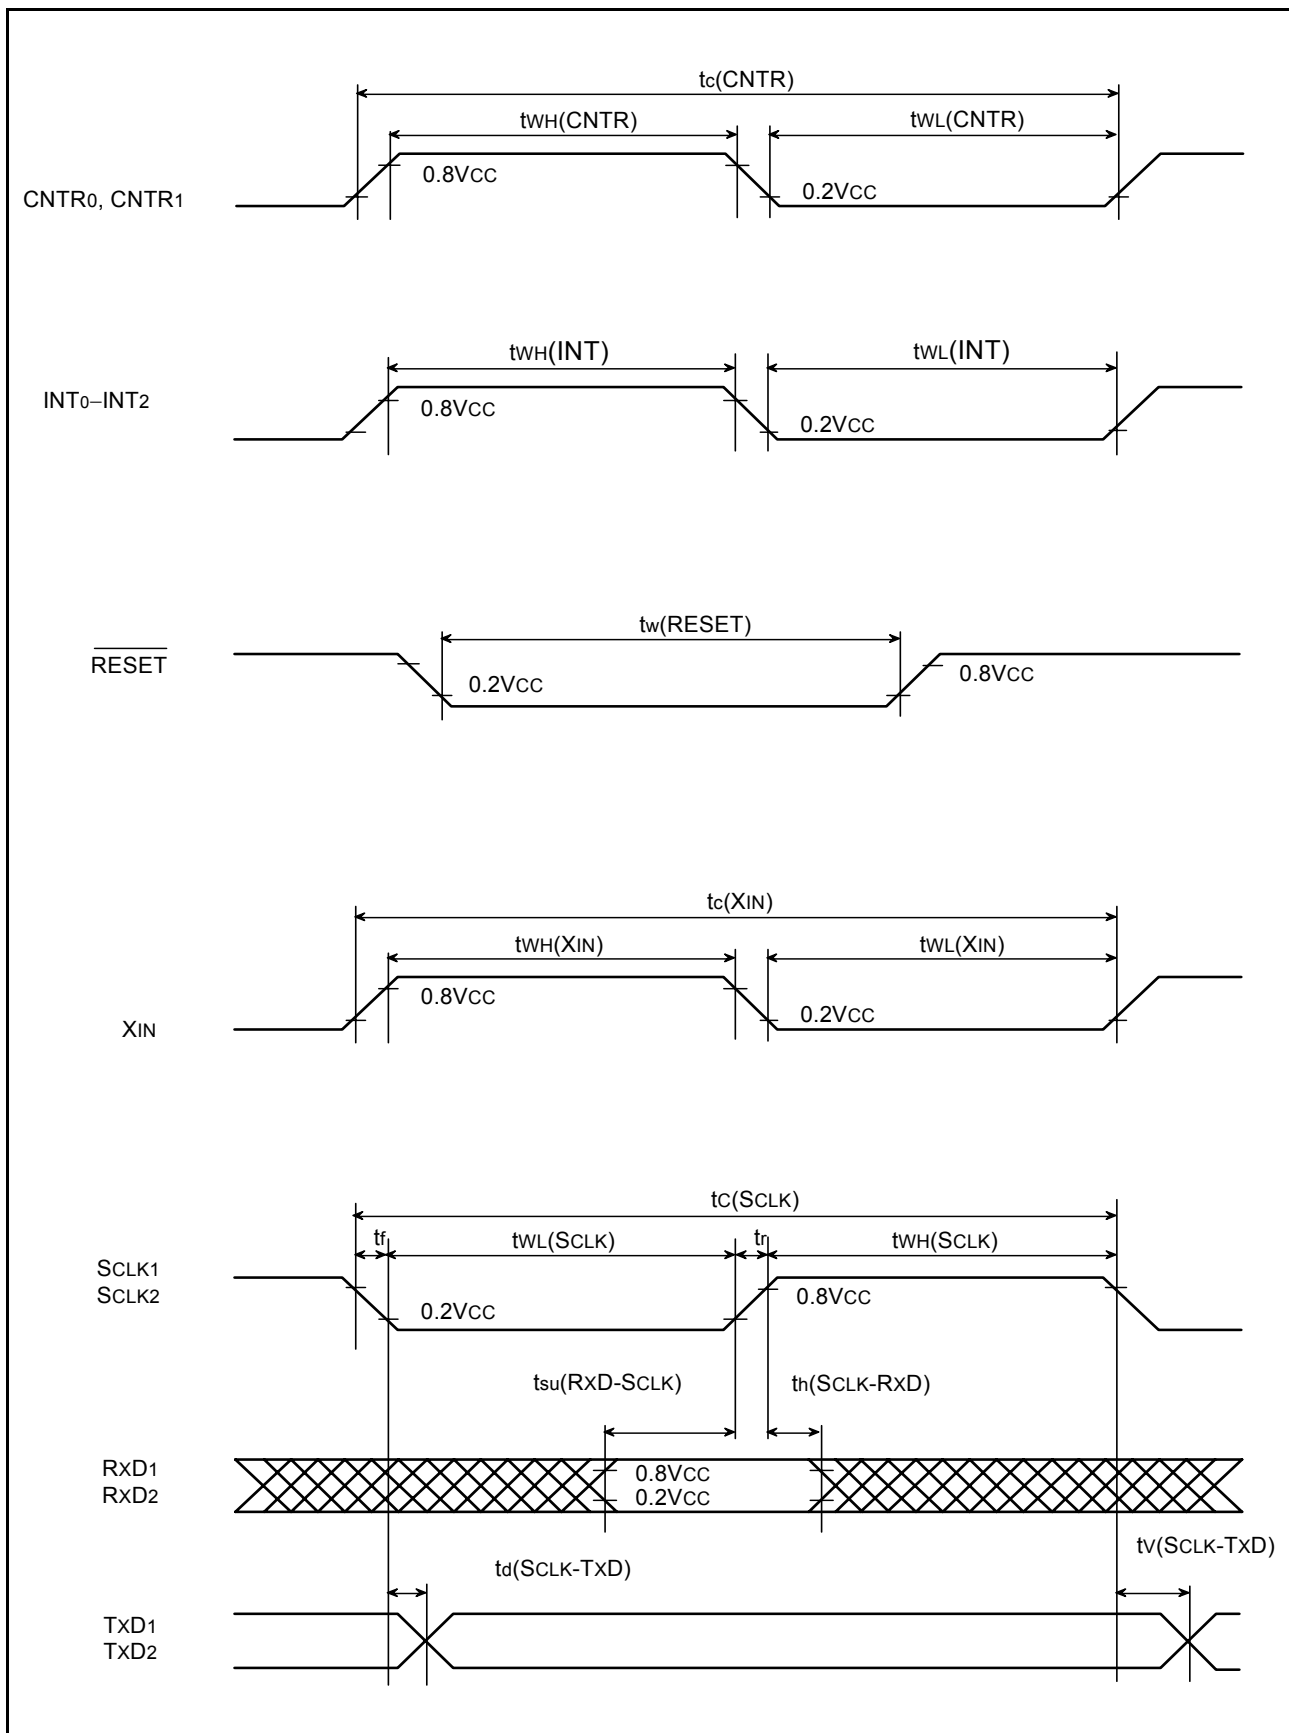 tc(CNTR)
tWH(CNTR)
tWL(CNTR)
0.8VCC
CNTR0, CNTR1
0.2VCC
tWH(INT)
tWL(INT)
INT0–INT2
0.8VCC
0.2VCC
tw(RESET)
RESET
0.2VCC
0.8VCC
tc(XIN)
tWH(XIN)
tWL(XIN)
0.8VCC
XIN
0.2VCC
tC(SCLK)
tf
tWL(SCLK)
tr
tWH(SCLK)
SCLK1
SCLK2
0.2VCC
0.8VCC
tsu(RXD-SCLK)
th(SCLK-RXD)
RXD1
RXD2
0.8VCC
0.2VCC
td(SCLK-TXD)
tV(SCLK-TXD)
TXD1
TXD2